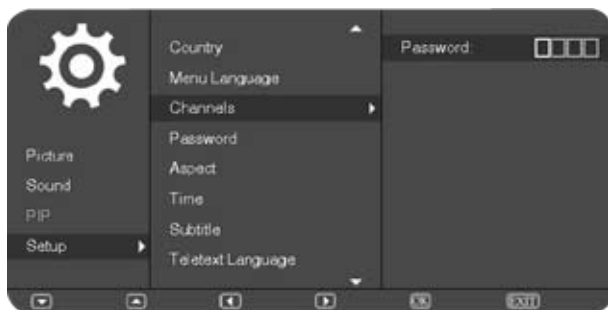 Picture
Sound
PIP
Setup
Country
Menu Language
Channels
Password
Aspect
Time
Subtitle
Teletext Language
Password:
OK
EXIT